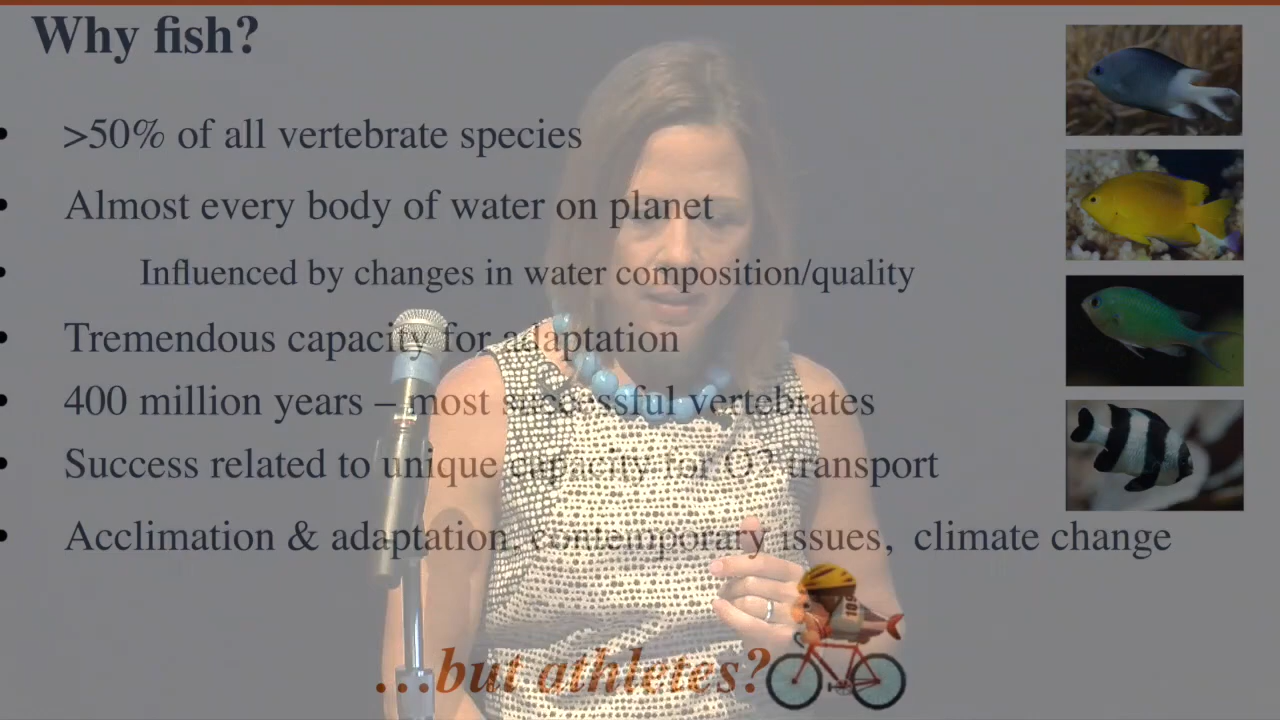 Why fish?
>50% of all vertebrate species
Almost every body of water on planet
Influenced by changes in water composition/quality
Tremendous capacity for adaptation
400 million years – most successful vertebrates
Success related to unique capacity for O2 transport
Acclimation & adaptation, contemporary issues, climate change
...but athletes?